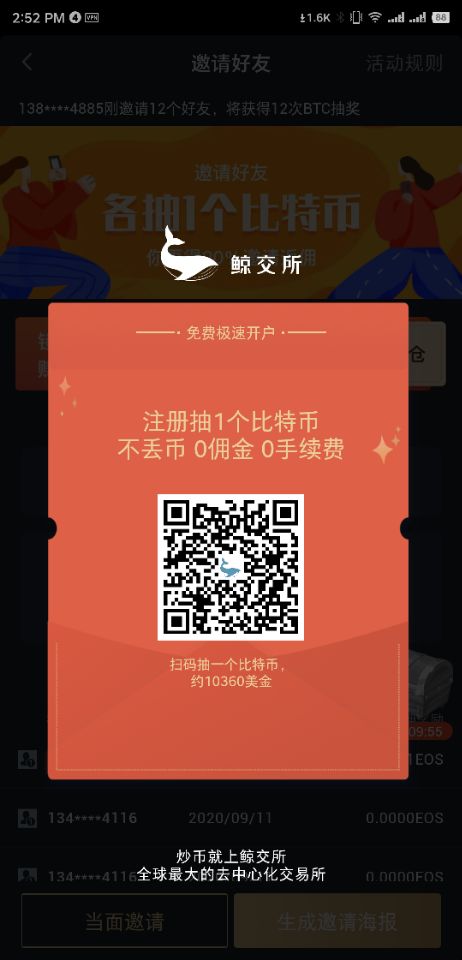 2:52 PM
VPN
1.6K
88
邀请好友
活动规则
138****4885刚邀请12个好友，将获得12次BTC抽奖
邀请好友
各抽1个比特币
鲸交所
仓
免费极速开户
注册抽1个比特币
不丢币 0佣金 0手续费
扫码抽一个比特币，
约10360美金
09:55
1EOS
134****4116
2020/09/11
0.0000EOS
炒币就上鲸交所
134****4116
0.0000EOS
全球最大的去中心化交易所
当面邀请
生成邀请海报